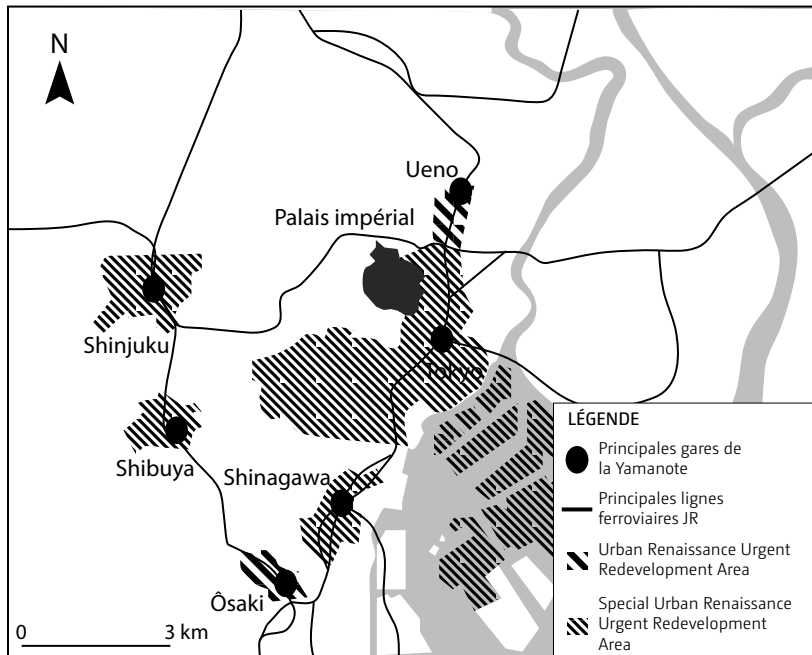 N
Ueno
Palais impérial
Shinjuku
Tokyo
Shibuya
Shinagawa
Ôsaki
0 3 km
LÉGENDE
Principales gares de
la Yamanote
Principales lignes
ferroviaires JR
Urban Renaissance Urgent
Redevelopment Area
Special Urban Renaissance
Urgent Redevelopment
Area